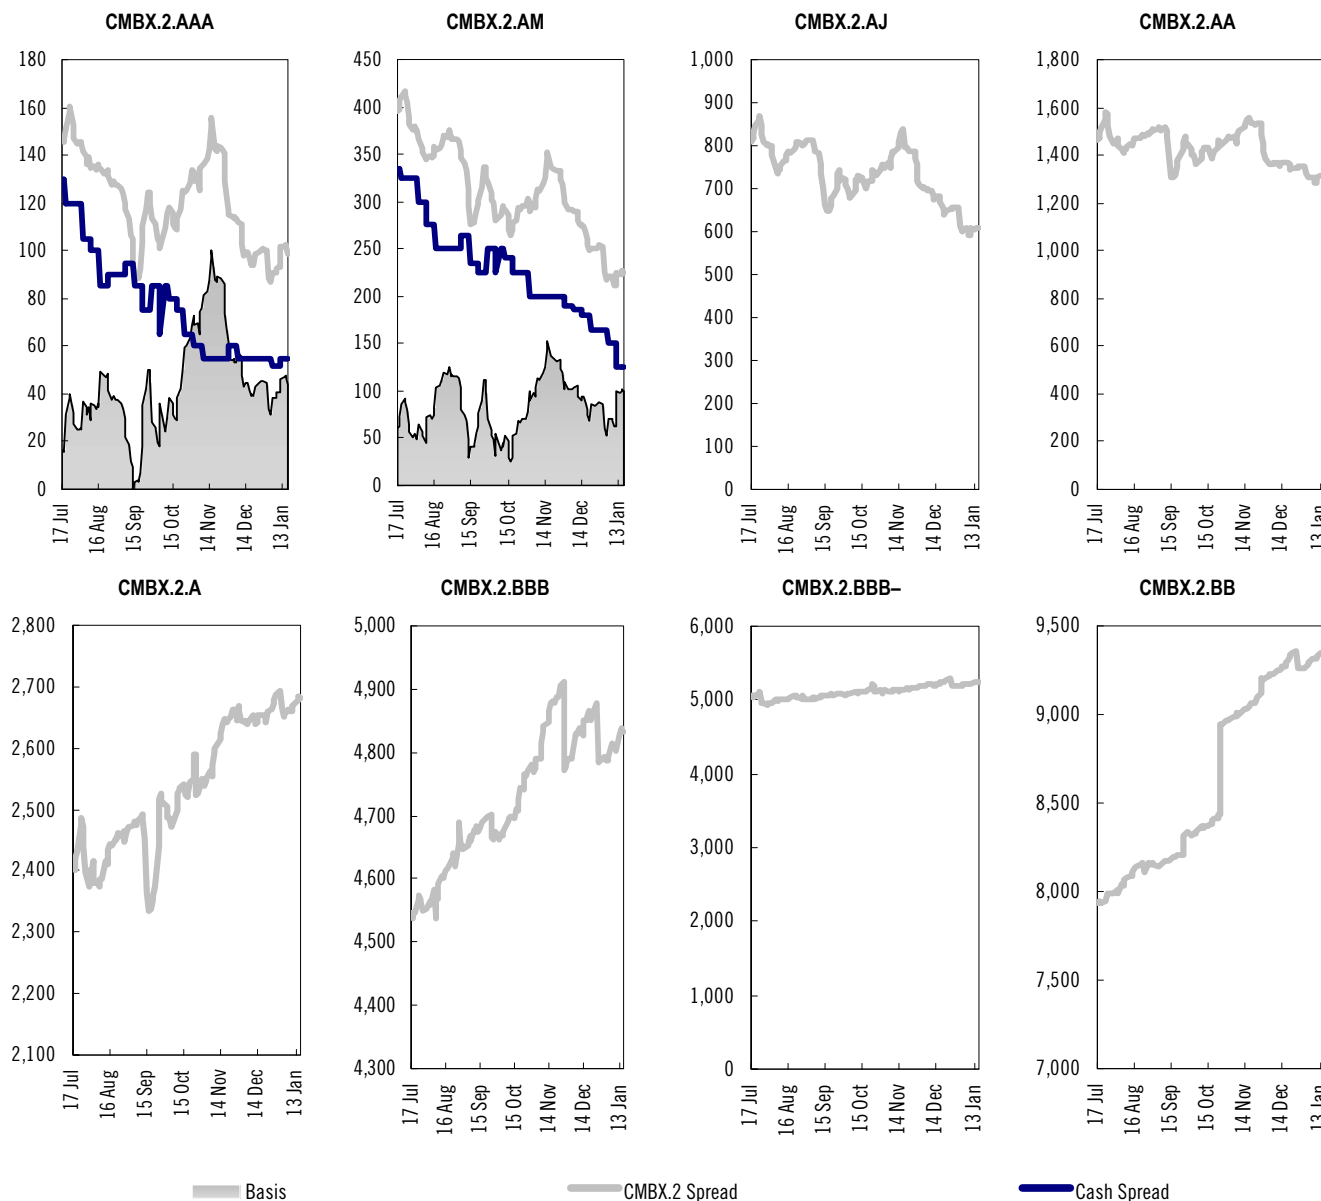 CMBX.2.AAA
CMBX.2.AM
CMBX.2.AJ
CMBX.2.AA
180
160
140
120
100
80
60
40
20
0
17 Jul
16 Aug
15 Sep
15 Oct
14 Nov
14 Dec
13 Jan
450
400
350
300
250
200
150
100
50
0
17 Jul
16 Aug
15 Sep
15 Oct
14 Nov
14 Dec
13 Jan
1,000
900
800
700
600
500
400
300
200
100
0
17 Jul
16 Aug
15 Sep
15 Oct
14 Nov
14 Dec
13 Jan
1,800
1,600
1,400
1,200
1,000
800
600
400
200
0
17 Jul
16 Aug
15 Sep
15 Oct
14 Nov
14 Dec
13 Jan
CMBX.2.A
CMBX.2.BBB
CMBX.2.BBB–
CMBX.2.BB
2,800
2,700
2,600
2,500
2,400
2,300
2,200
2,100
17 Jul
16 Aug
15 Sep
15 Oct
14 Nov
14 Dec
13 Jan
5,000
4,900
4,800
4,700
4,600
4,500
4,400
4,300
17 Jul
16 Aug
15 Sep
15 Oct
14 Nov
14 Dec
13 Jan
6,000
5,000
4,000
3,000
2,000
1,000
0
17 Jul
16 Aug
15 Sep
15 Oct
14 Nov
14 Dec
13 Jan
9,500
9,000
8,500
8,000
7,500
7,000
17 Jul
16 Aug
15 Sep
15 Oct
14 Nov
14 Dec
13 Jan
Basis
CMBX.2 Spread
Cash Spread